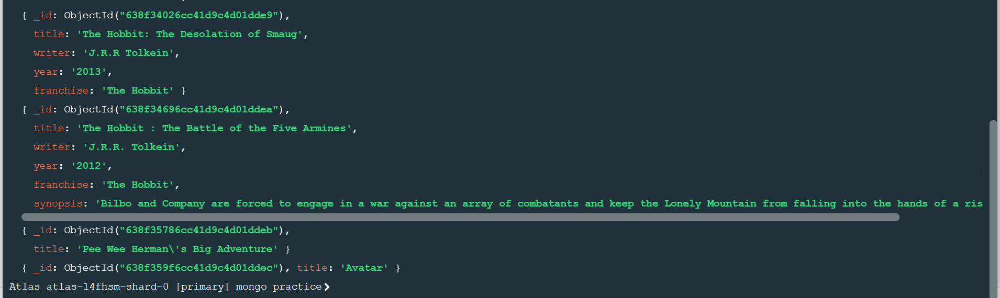 { _id: ObjectId("638f34026cc41d9c4d01dde9"),
title: 'The Hobbit: The Desolation of Smaug',
writer: 'J.R.R Tolkein',
year: '2013',
franchise: 'The Hobbit' }
{ _id: ObjectId("638f34696cc41d9c4d01ddea"),
title: 'The Hobbit : The Battle of the Five Armines',
writer: 'J.R.R. Tolkein',
year: '2012',
franchise: 'The Hobbit',
synopsis: 'Bilbo and Company are forced to engage in a war against an array of combatants and keep the Lonely Mountain from falling into the hands of a ris
{ _id: ObjectId("638f35786cc41d9c4d01ddeb"),
title: 'Pee Wee Herman\'s Big Adventure' }
{ _id: ObjectId("638f359f6cc41d9c4d01ddec"), title: 'Avatar' }
Atlas atlas-14fhsm-shard-0 [primary] mongo_practice>